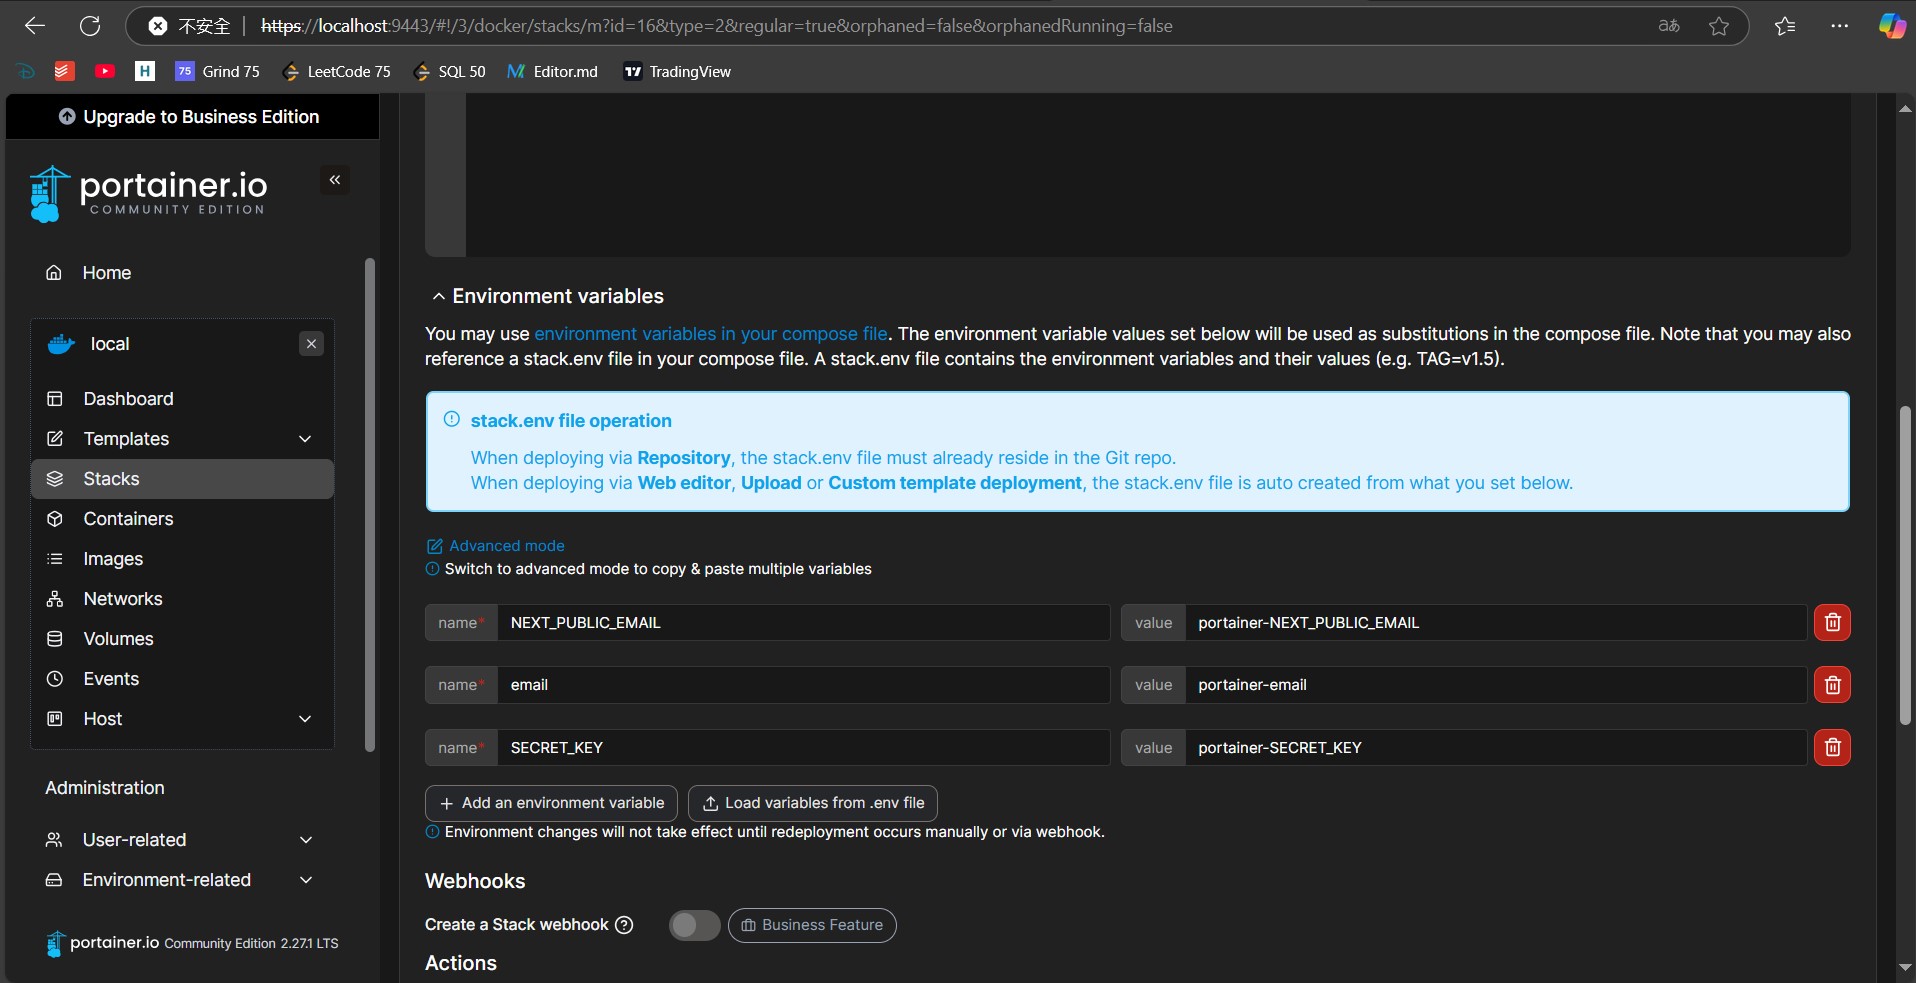 不安全 https://localhost:9443/#!/3/docker/stacks/m?id=16&type=2&regular=true&orphaned=false&orphanedRunning=false aあ
H 75 Grind 75 LeetCode 75 SQL 50 M Editor.md TV TradingView
Upgrade to Business Edition
portainer.io
COMMUNITY EDITION
Home
local
Dashboard
Templates
Stacks
Containers
Images
Networks
Volumes
Events
Host
Administration
User-related
Environment-related
portainer.io Community Edition 2.27.1 LTS
Environment variables
You may use environment variables in your compose file. The environment variable values set below will be used as substitutions in the compose file. Note that you may also
reference a stack.env file in your compose file. A stack.env file contains the environment variables and their values (e.g. TAG=v1.5).
stack.env file operation
When deploying via Repository, the stack.env file must already reside in the Git repo.
When deploying via Web editor, Upload or Custom template deployment, the stack.env file is auto created from what you set below.
Advanced mode
Switch to advanced mode to copy & paste multiple variables
name* NEXT_PUBLIC_EMAIL value portainer-NEXT_PUBLIC_EMAIL
name* email value portainer-email
name* SECRET_KEY value portainer-SECRET_KEY
+ Add an environment variable Load variables from .env file
Environment changes will not take effect until redeployment occurs manually or via webhook.
Webhooks
Create a Stack webhook ? Business Feature
Actions